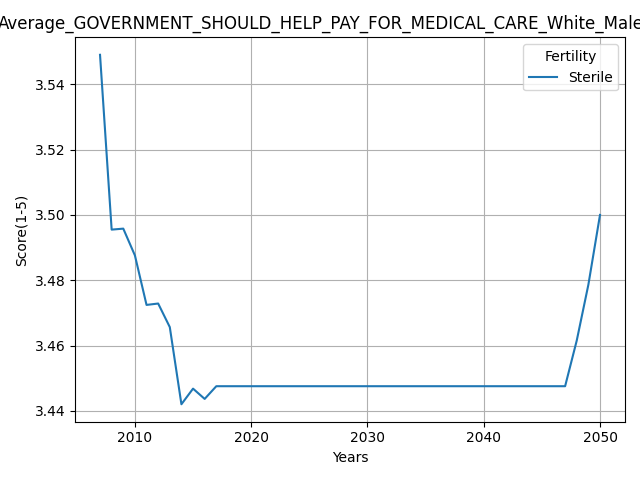 Average_GOVERNMENT_SHOULD_HELP_PAY_FOR_MEDICAL_CARE_White_Male
Fertility
Sterile
3.54
3.52
3.50
3.48
3.46
3.44
Score(1-5)
2010 2020 2030 2040 2050
Years